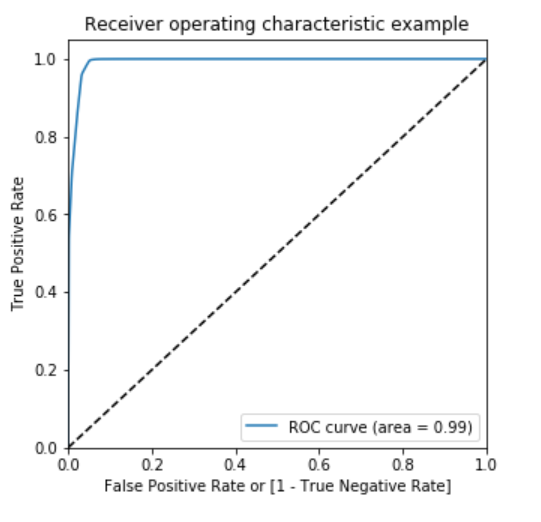 Receiver operating characteristic example
1.0
0.8
0.6
0.4
0.2
0.0
True Positive Rate
ROC curve (area = 0.99)
0.0 0.2 0.4 0.6 0.8 1.0
False Positive Rate or [1 - True Negative Rate]